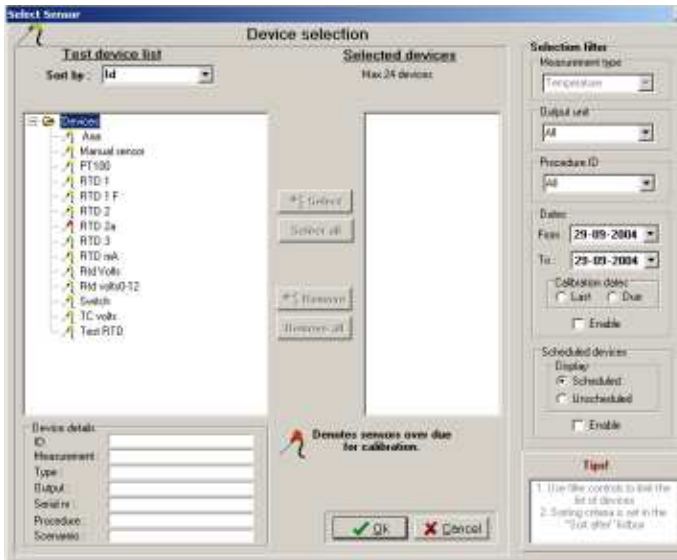 Select Sensor
Device selection
Test device list
Sort by : Id
Selected devices
Max 24 devices
Devices
Manual sensor
PT100
RTD 1
RTD 1 F
RTD 2
RTD 2a
RTD 3
RTD mA
Rtd Volts
Rtd volts0-12
Switch
TC volts
Test RTD
Select
Select all
Remove
Remove all
Device details
ID :
Measurement :
Type :
Output :
Serial nr :
Procedure :
Scenario :
Denotes sensors over due
for calibration.
Ok
Cancel
Selection filter
Measurement type
Temperature
Output unit
All
Procedure ID
All
Dates
From : 29-09-2004
To : 29-09-2004
Calibration dates
Last Due
Enable
Scheduled devices
Display
Scheduled
Unscheduled
Enable
Tips!
1. Use filter controls to limit the
list of devices
2. Sorting criteria is set in the
"Sort after" listbox